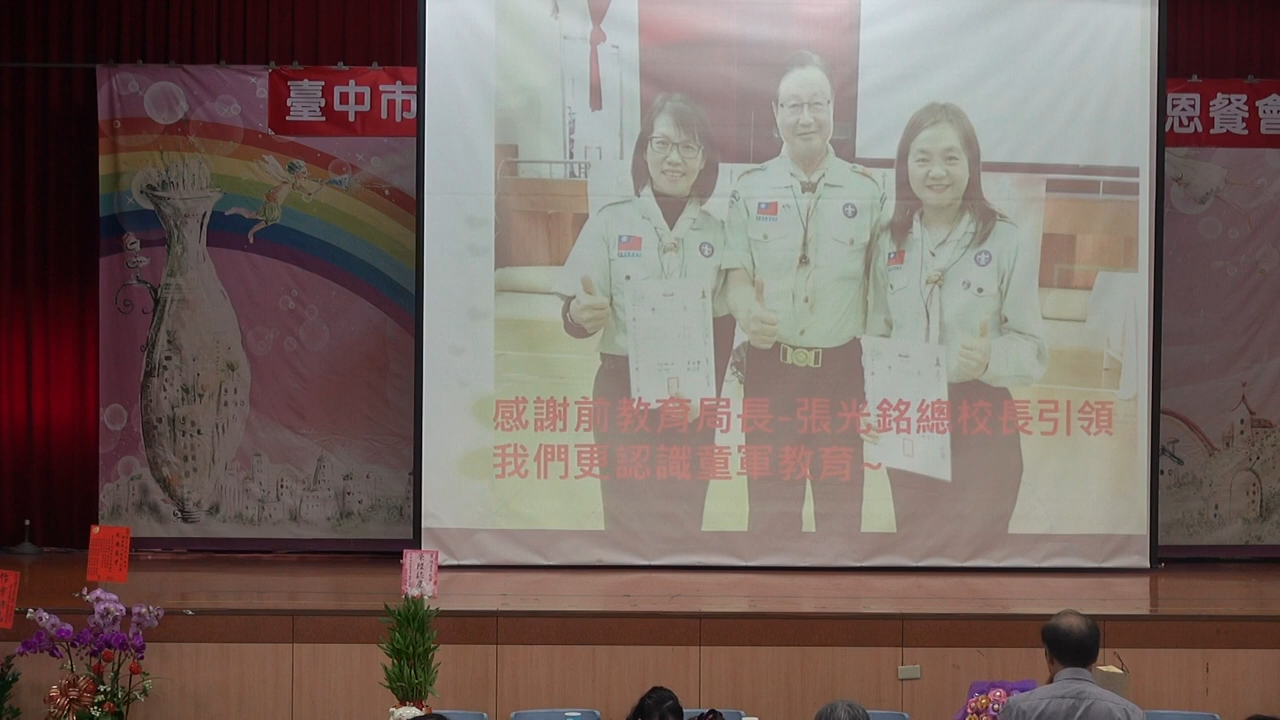 臺中市
恩餐會
感謝前教育局長-張光銘總校長引領
我們更認識童軍教育~